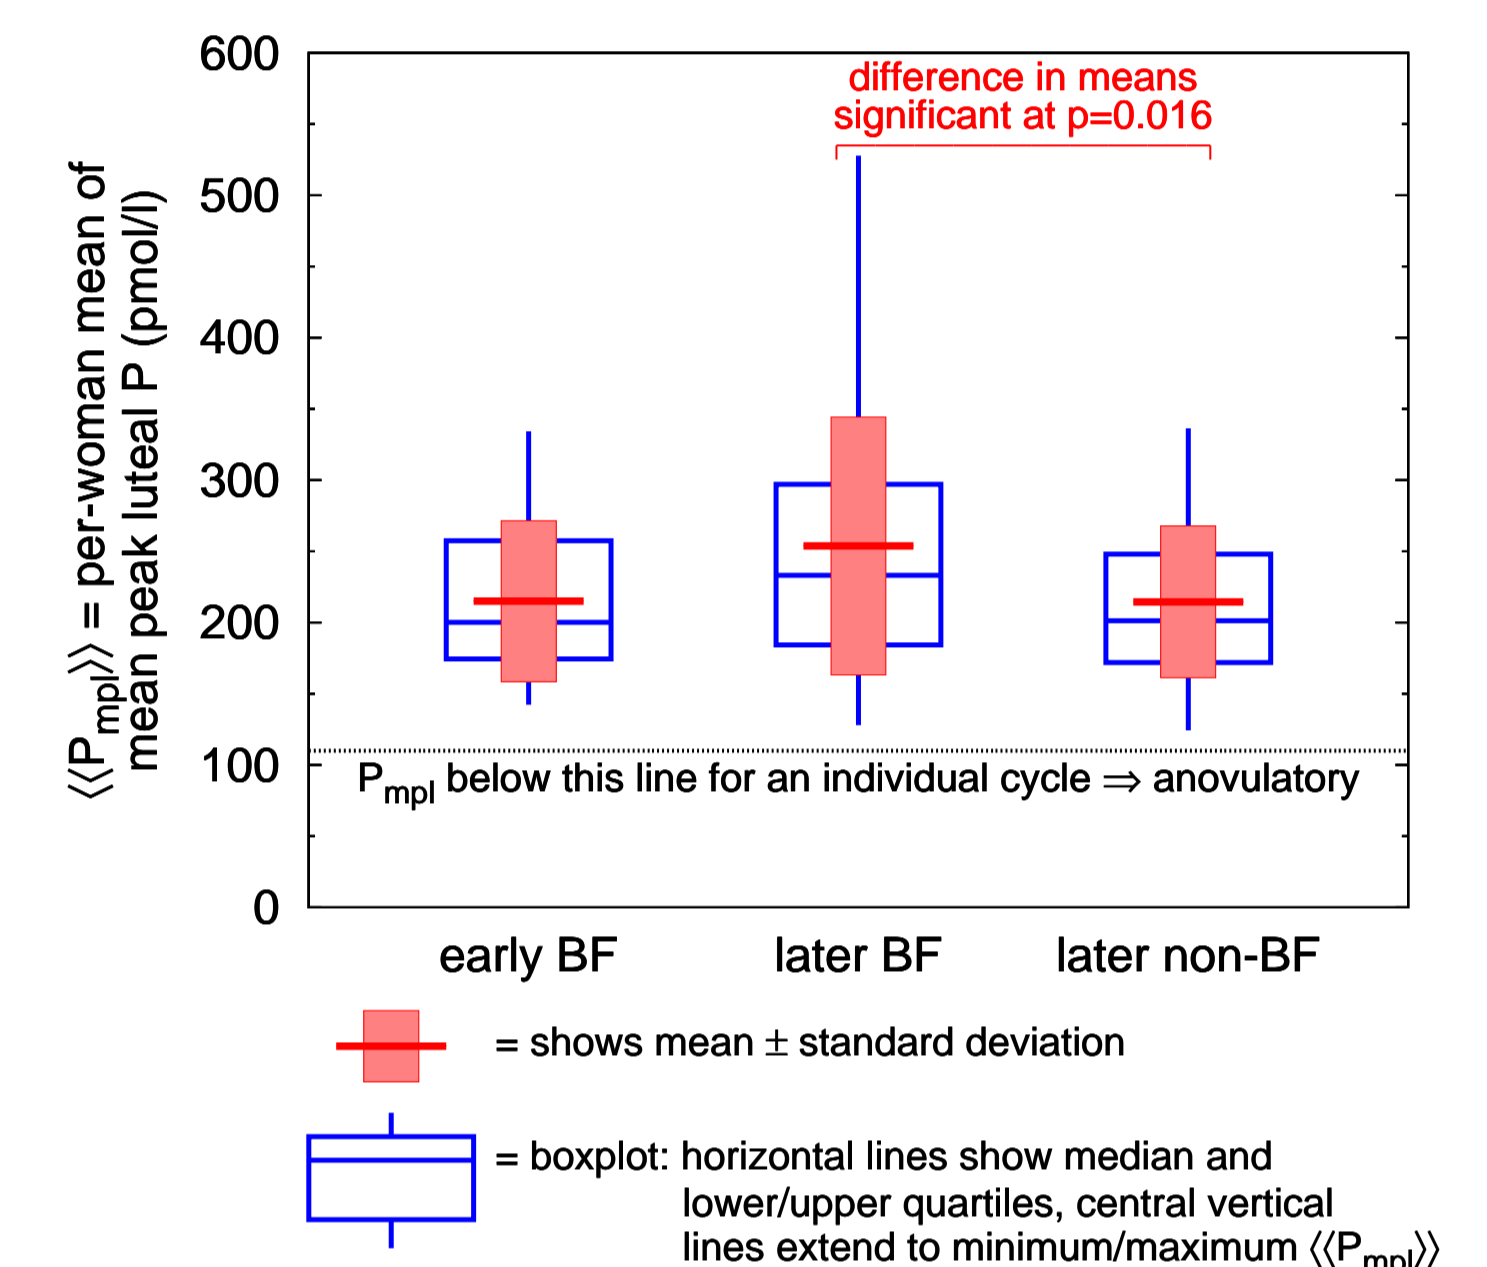 600
difference in means
significant at p=0.016
500
400
300
200
100
0
⟨⟨Pmpl⟩⟩ = per-woman mean of
mean peak luteal P (pmol/l)
Pmpl below this line for an individual cycle ⇒ anovulatory
early BF later BF later non-BF
= shows mean ± standard deviation
= boxplot: horizontal lines show median and
lower/upper quartiles, central vertical
lines extend to minimum/maximum ⟨⟨Pmpl⟩⟩